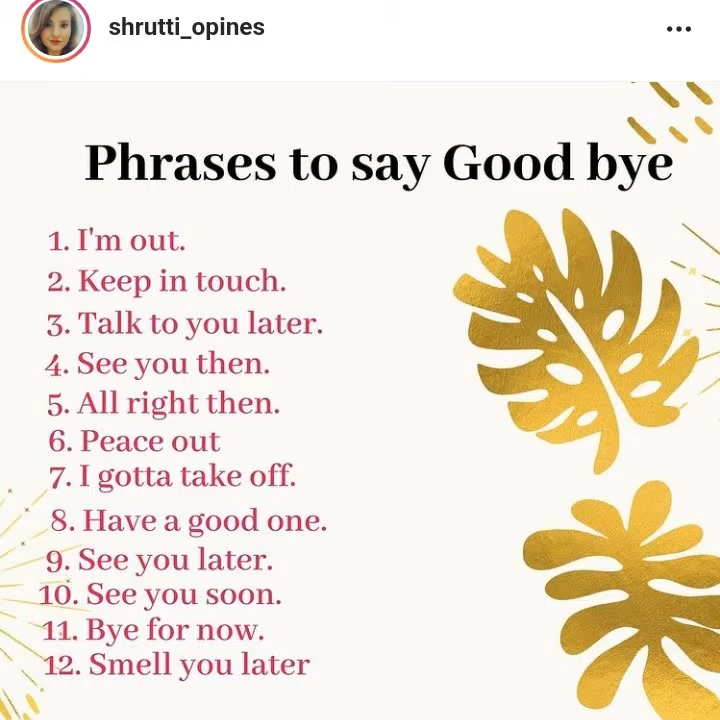 shrutti_opines
Phrases to say Good bye
1. I'm out.
2. Keep in touch.
3. Talk to you later.
4. See you then.
5. All right then.
6. Peace out
7. I gotta take off.
8. Have a good one.
9. See you later.
10. See you soon.
11. Bye for now.
12. Smell you later